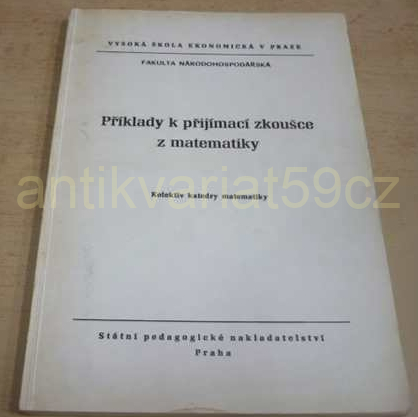 VYSOKÁ ŠKOLA EKONOMICKÁ V PRAZE
FAKULTA NÁRODOHOSPODÁŘSKÁ
Příklady k přijímací zkoušce
z matematiky
antikvariat59cz
Kolektiv katedry matematiky
Státní pedagogické nakladatelství
Praha